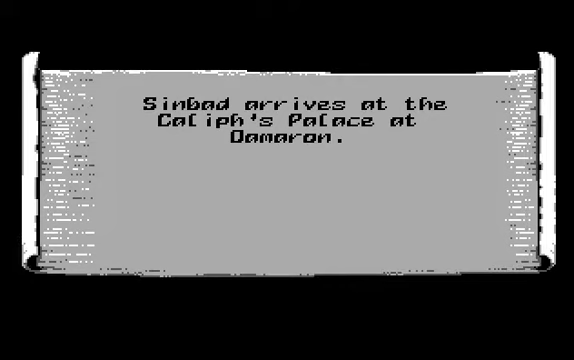 Sinbad arrives at the
Caliph's Palace at
Damaron.